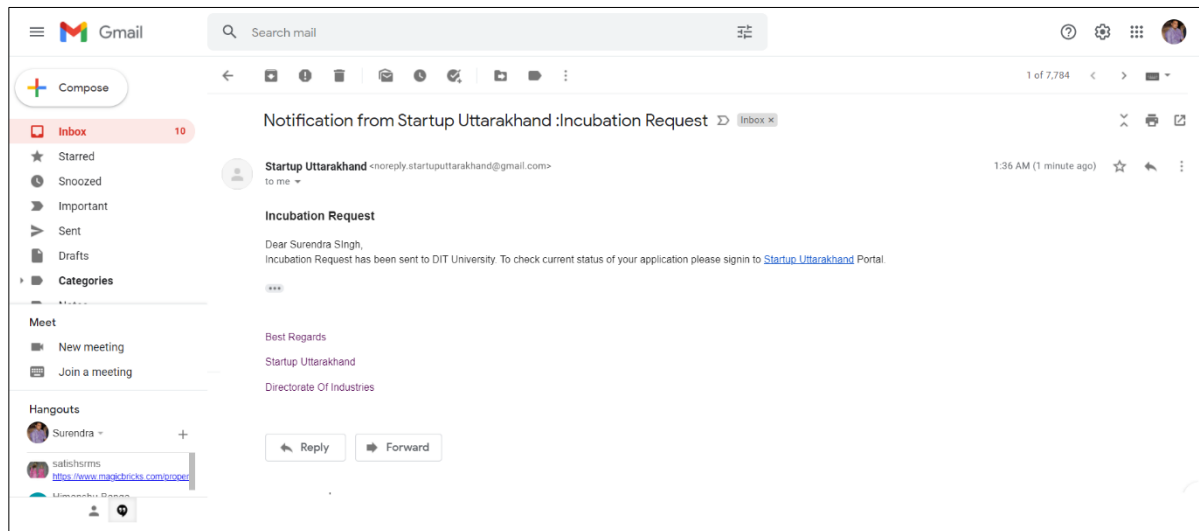 Gmail
Search mail
Compose
1 of 7,784
Inbox 10
Starred
Snoozed
Important
Sent
Drafts
Categories
Meet
New meeting
Join a meeting
Hangouts
Surendra
satishsrms
https://www.magicbricks.com/proper
Notification from Startup Uttarakhand :Incubation Request Inbox ×
Startup Uttarakhand <noreply.startuputtarakhand@gmail.com> 1:36 AM (1 minute ago)
to me
Incubation Request
Dear Surendra SIngh,
Incubation Request has been sent to DIT University. To check current status of your application please signin to Startup Uttarakhand Portal.
Best Regards
Startup Uttarakhand
Directorate Of Industries
Reply Forward